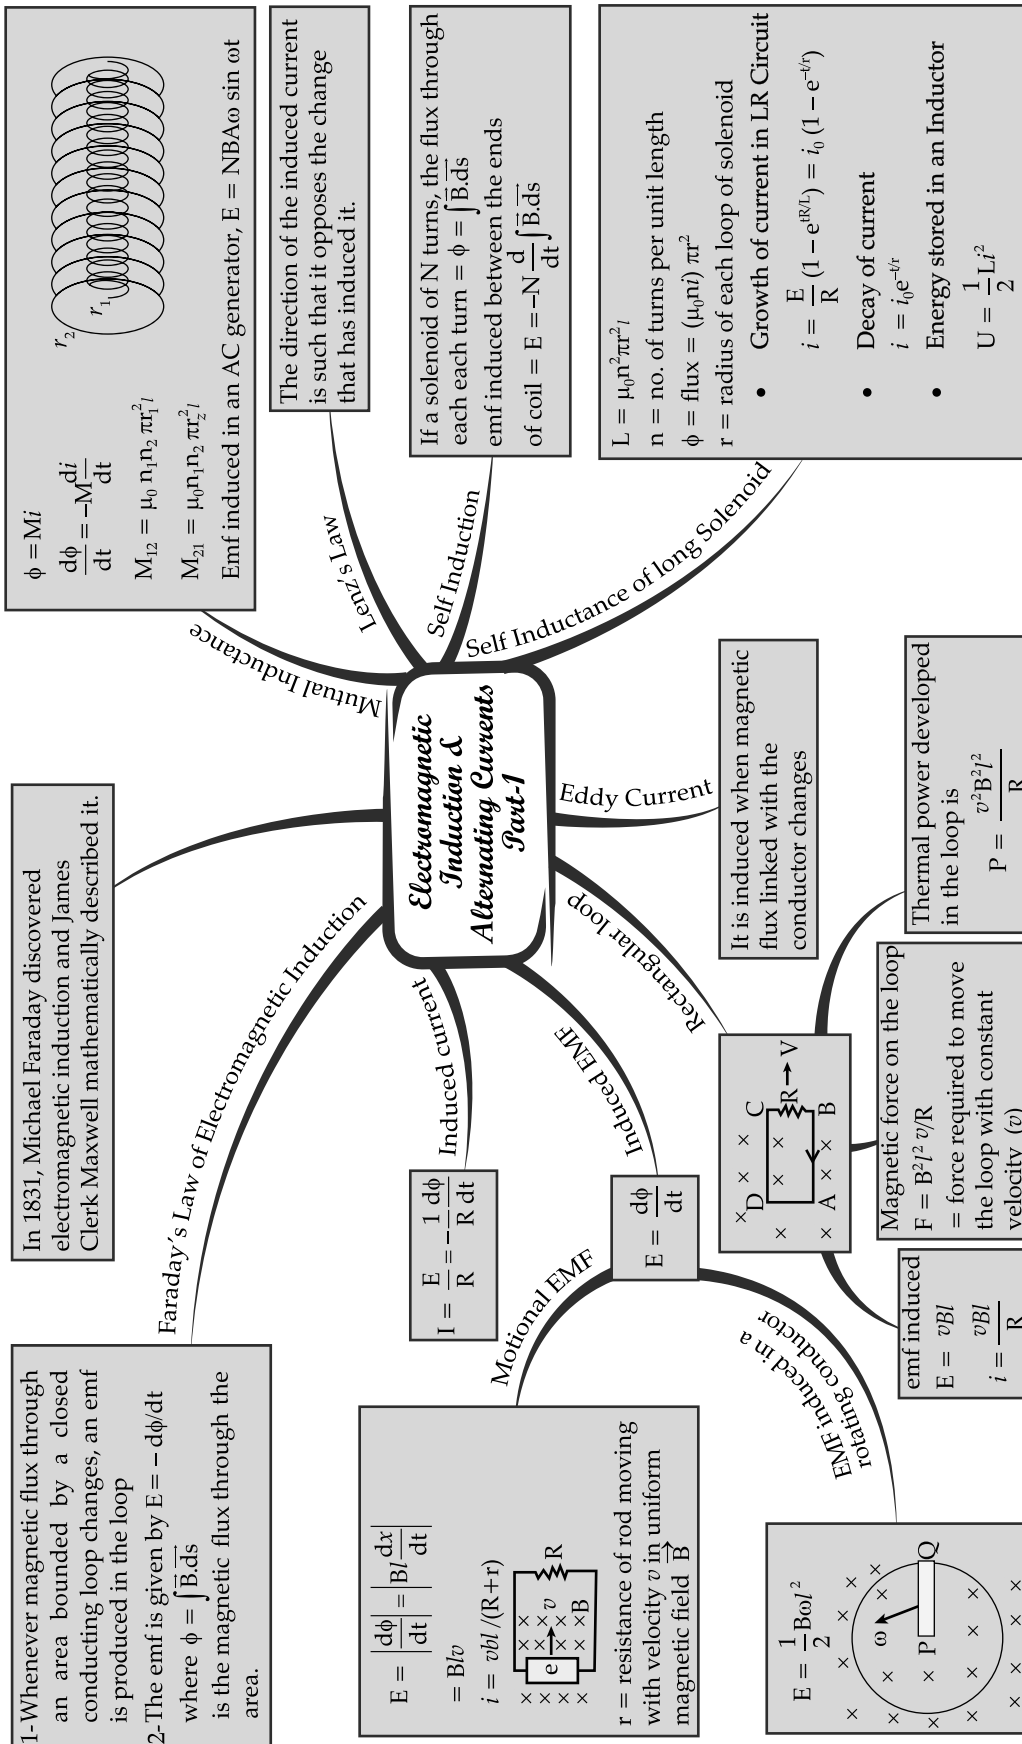 Electromagnetic
Induction &
Alternating Currents
Part-1
Mutual Inductance
ϕ = Mi
dϕ/dt = –M di/dt
M₁₂ = μ₀ n₁n₂ πr₁²l
M₂₁ = μ₀n₁n₂ πr_z²l
r₂
r₁
Emf induced in an AC generator, E = NBAω sin ωt
Lenz's Law
The direction of the induced current
is such that it opposes the change
that has induced it.
Self Induction
If a solenoid of N turns, the flux through
each each turn = ϕ = ∫B⃗.ds⃗
emf induced between the ends
of coil = E = –N d/dt ∫B⃗.ds⃗
Self Inductance of long Solenoid
L = μ₀n²πr²l
n = no. of turns per unit length
ϕ = flux = (μ₀ni) πr²
r = radius of each loop of solenoid
• Growth of current in LR Circuit
i = E/R (1 – e^tR/L) = i₀ (1 – e^–t/r)
• Decay of current
i = i₀e^–t/r
• Energy stored in an Inductor
U = 1/2 Li²
Eddy Current
It is induced when magnetic
flux linked with the
conductor changes
Rectangular loop
D × × × C
× × ×
× × R → V
A × × × B
Thermal power developed
in the loop is
P = v²B²l²/R
Magnetic force on the loop
F = B²l² v/R
= force required to move
the loop with constant
velocity (v)
emf induced
E = vBl
i = vBl/R
Induced EMF
E = dϕ/dt
EMF induced in a
rotating conductor
E = 1/2 Bωl²
ω
P
Q
Motional EMF
E = |dϕ/dt| = |Bl dx/dt|
= Blv
i = vbl /(R+r)
e
v
B
R
r = resistance of rod moving
with velocity v in uniform
magnetic field B⃗
Induced current
I = E/R = – 1/R dϕ/dt
Faraday's Law of Electromagnetic Induction
1-Whenever magnetic flux through
an area bounded by a closed
conducting loop changes, an emf
is produced in the loop
2-The emf is given by E = – dϕ/dt
where ϕ = ∫B⃗.ds⃗
is the magnetic flux through the
area.
In 1831, Michael Faraday discovered
electromagnetic induction and James
Clerk Maxwell mathematically described it.